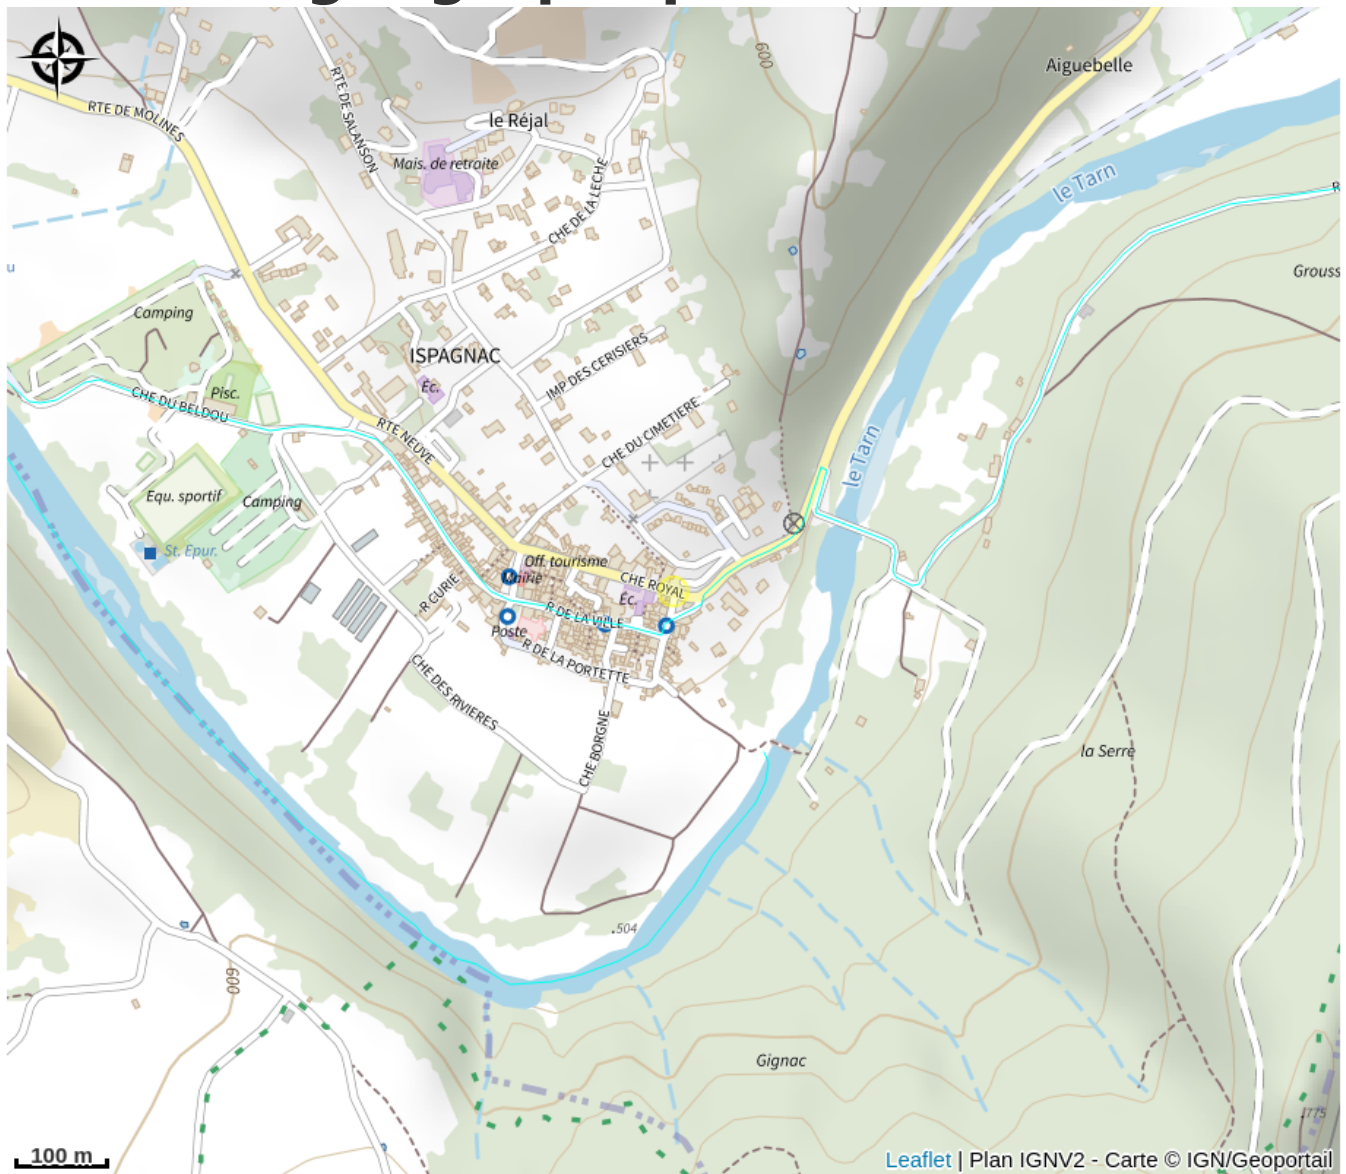 600
Aiguebelle
RTE DE MOLINES
RTE DE SALANSON
le Réjal
Mais. de retraite
CHE DE LA LECHE
le Tarn
u
Grouss
Camping
ISPAGNAC
IMP DES CERISIERS
Pisc.
Éc.
CHE DU BELDOU
RTE NEUVE
CHE DU CIMETIERE
le Tarn
Equ. sportif
Camping
St. Epur.
Off. tourisme
Mairie
CHE ROYAL
R CURIE
Éc.
R DE LA VILLE
Poste
R DE LA PORTETTE
CHE DES RIVIERES
CHE BORGNE
la Serre
.504
600
Gignac
1775
100 m
Leaflet | Plan IGNV2 - Carte © IGN/Geoportail